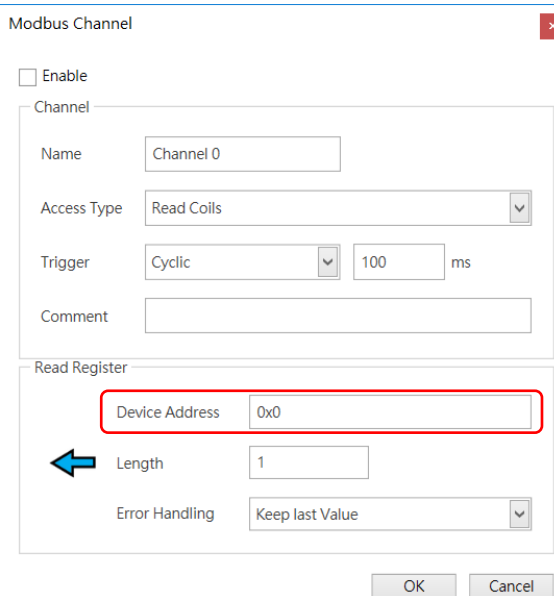 Modbus Channel
Enable
Channel
Name Channel 0
Access Type Read Coils
Trigger Cyclic 100 ms
Comment
Read Register
Device Address 0x0
Length 1
Error Handling Keep last Value
OK Cancel